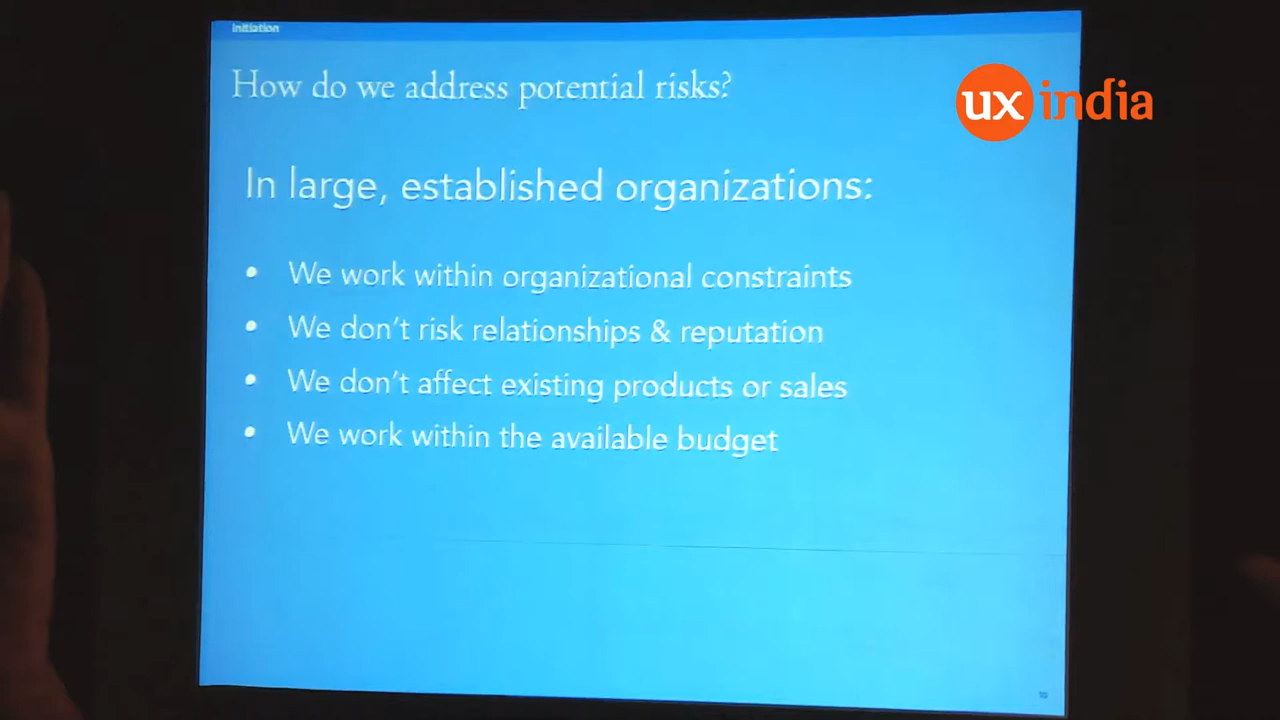 Initiation
How do we address potential risks?
ux india
In large, established organizations:
• We work within organizational constraints
• We don't risk relationships & reputation
• We don't affect existing products or sales
• We work within the available budget